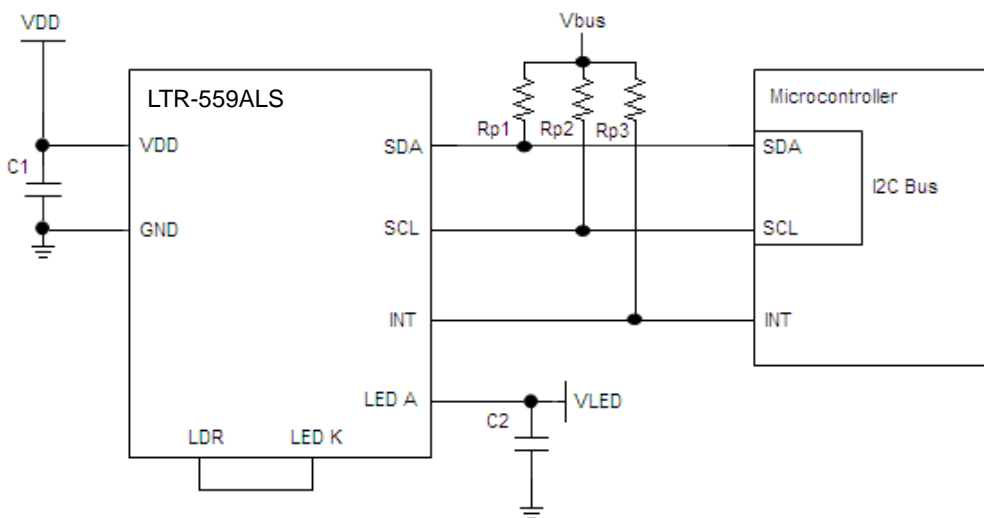 VDD
Vbus
LTR-559ALS
Microcontroller
Rp1
Rp2
Rp3
VDD
SDA
SDA
C1
I2C Bus
GND
SCL
SCL
INT
INT
LED A
C2
VLED
LDR
LED K